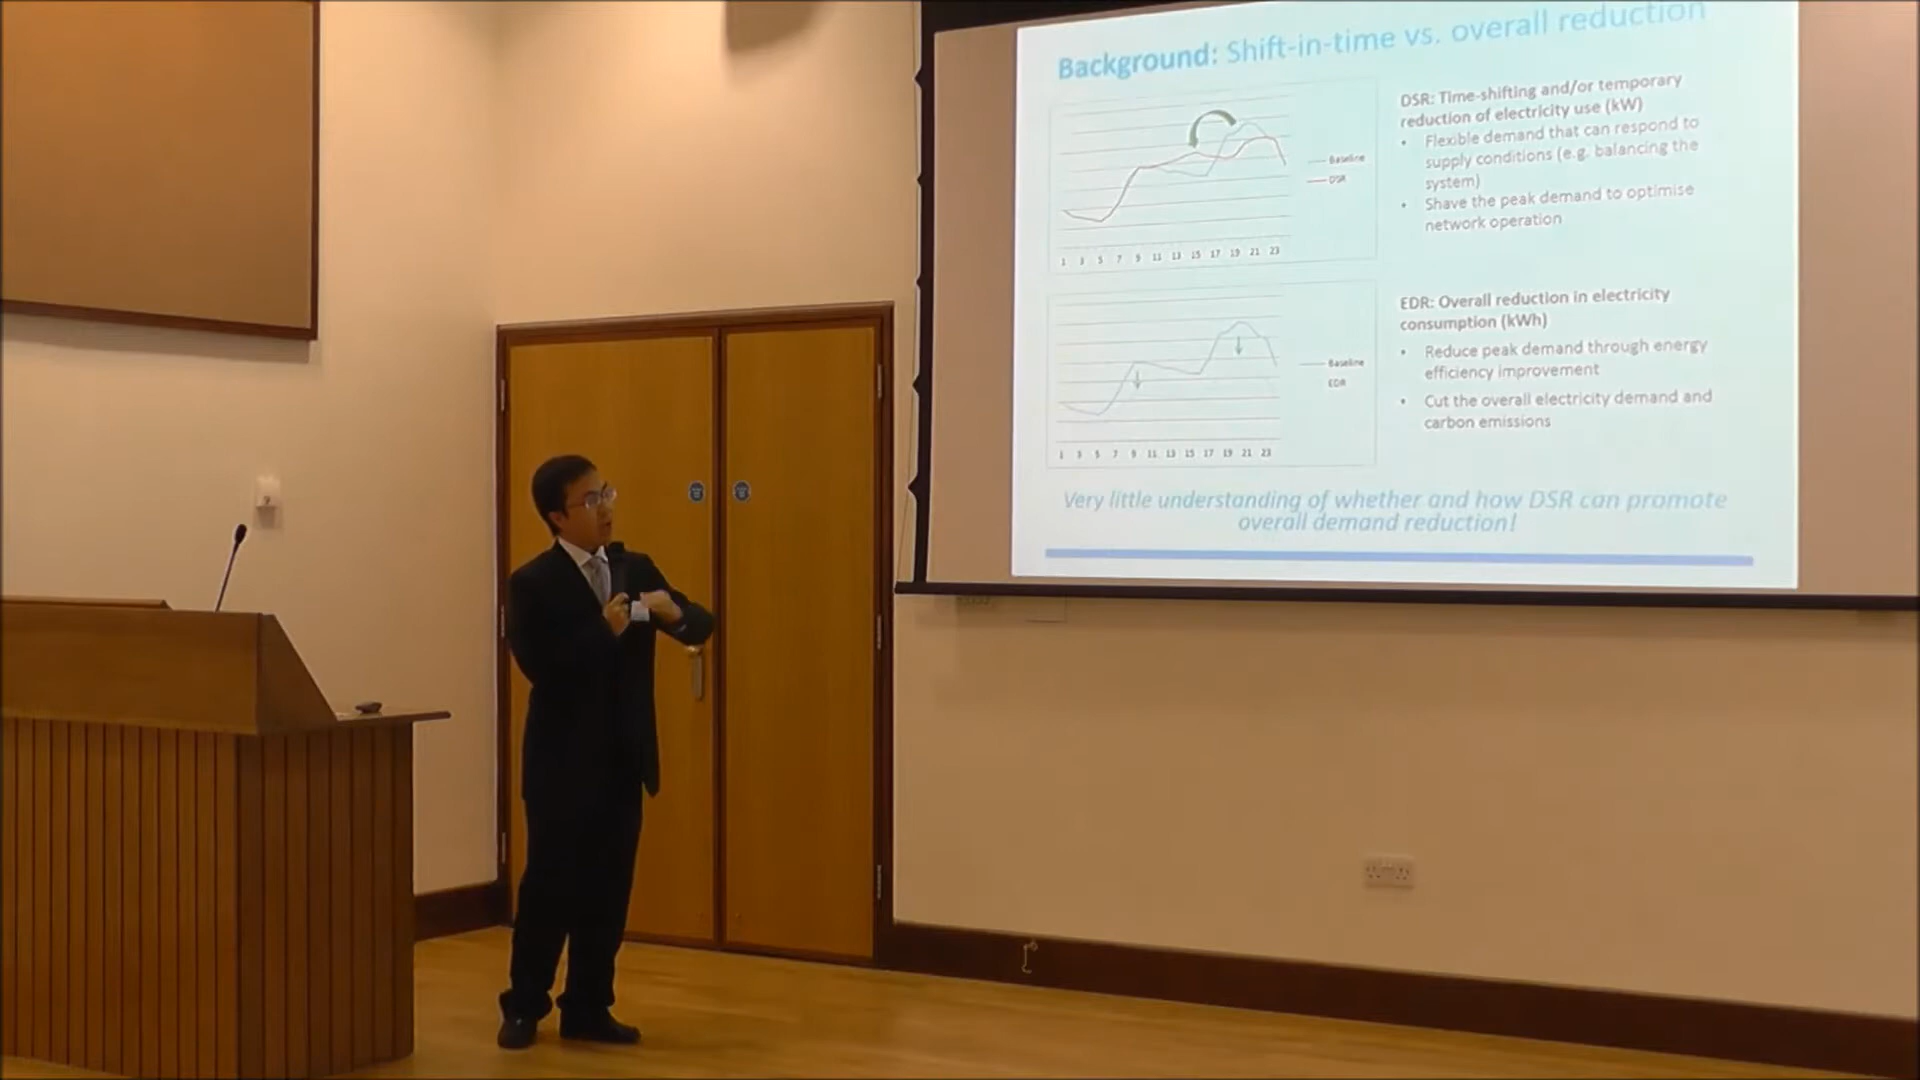 Background: Shift-in-time vs. overall reduction
Baseline
DSR
1 3 5 7 9 11 13 15 17 19 21 23
DSR: Time-shifting and/or temporary
reduction of electricity use (kW)
• Flexible demand that can respond to
supply conditions (e.g. balancing the
system)
• Shave the peak demand to optimise
network operation
Baseline
EDR
1 3 5 7 9 11 13 15 17 19 21 23
EDR: Overall reduction in electricity
consumption (kWh)
• Reduce peak demand through energy
efficiency improvement
• Cut the overall electricity demand and
carbon emissions
Very little understanding of whether and how DSR can promote
overall demand reduction!